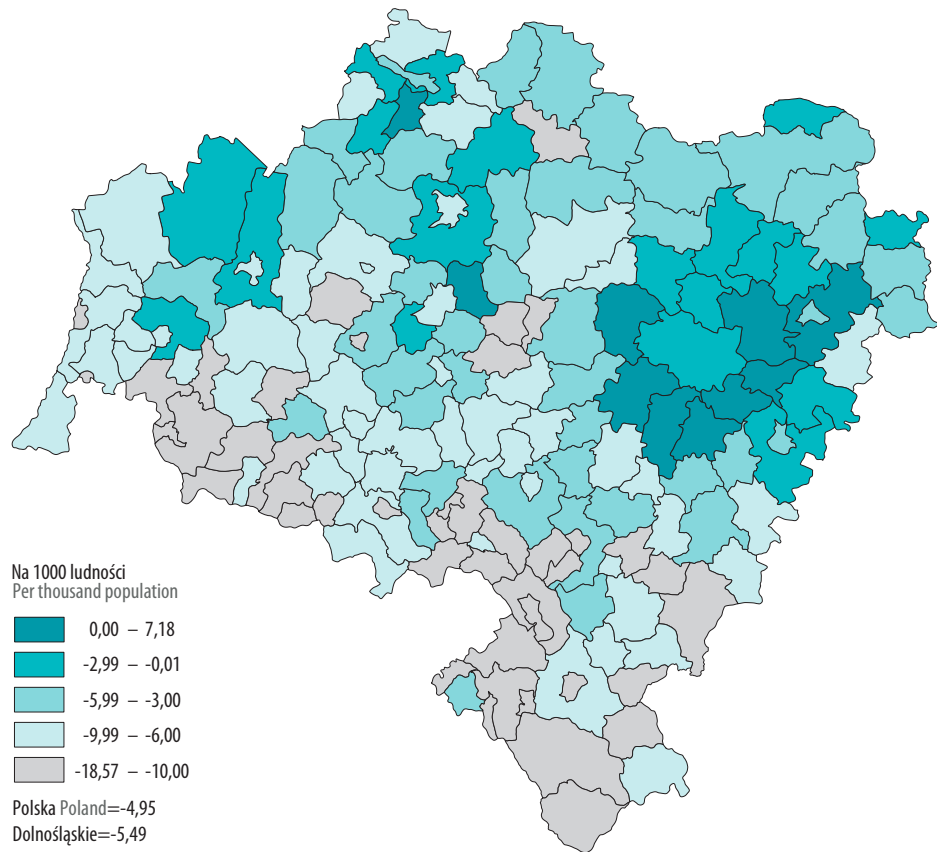 Na 1000 ludności
Per thousand population
0,00 – 7,18
-2,99 – -0,01
-5,99 – -3,00
-9,99 – -6,00
-18,57 – -10,00
Polska Poland=-4,95
Dolnośląskie=-5,49